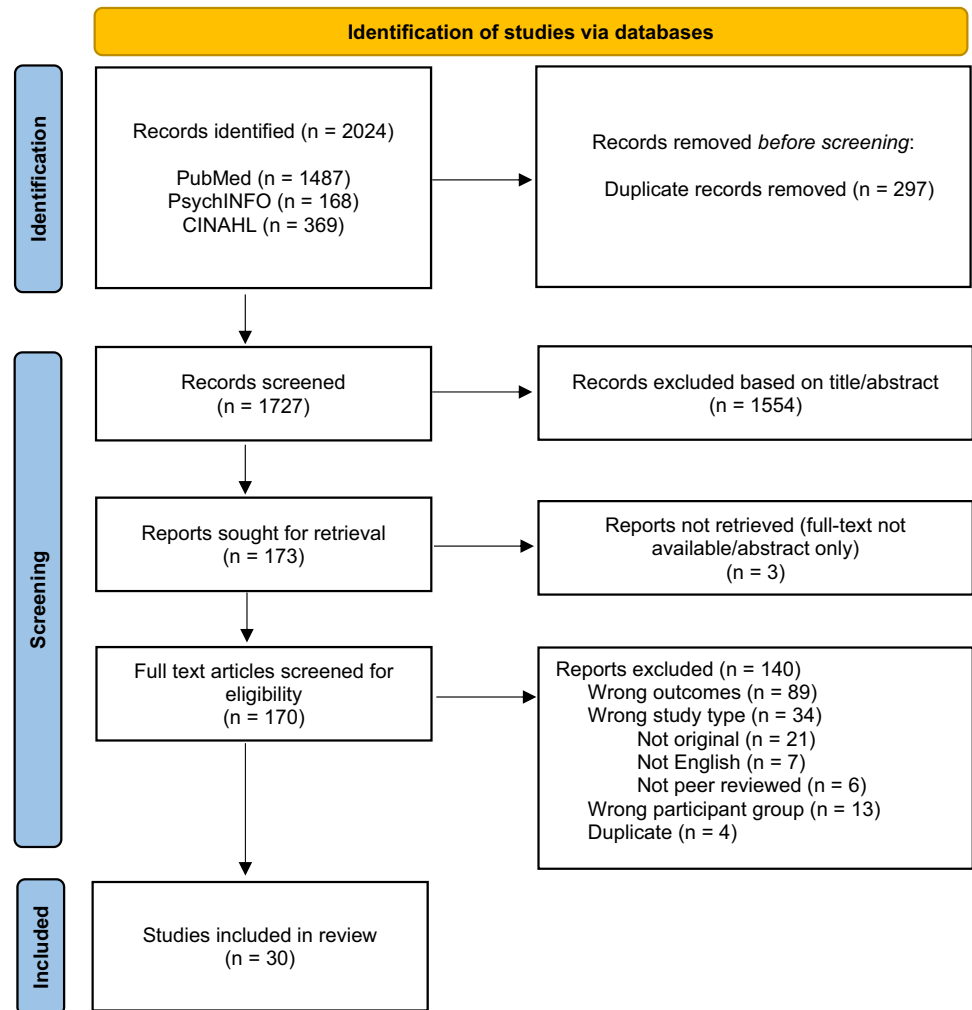 Identification of studies via databases
Identification
Records identified (n = 2024)
PubMed (n = 1487)
PsychINFO (n = 168)
CINAHL (n = 369)
Records removed before screening:
Duplicate records removed (n = 297)
Screening
Records screened
(n = 1727)
Records excluded based on title/abstract
(n = 1554)
Reports sought for retrieval
(n = 173)
Reports not retrieved (full-text not
available/abstract only)
(n = 3)
Full text articles screened for
eligibility
(n = 170)
Reports excluded (n = 140)
Wrong outcomes (n = 89)
Wrong study type (n = 34)
Not original (n = 21)
Not English (n = 7)
Not peer reviewed (n = 6)
Wrong participant group (n = 13)
Duplicate (n = 4)
Included
Studies included in review
(n = 30)